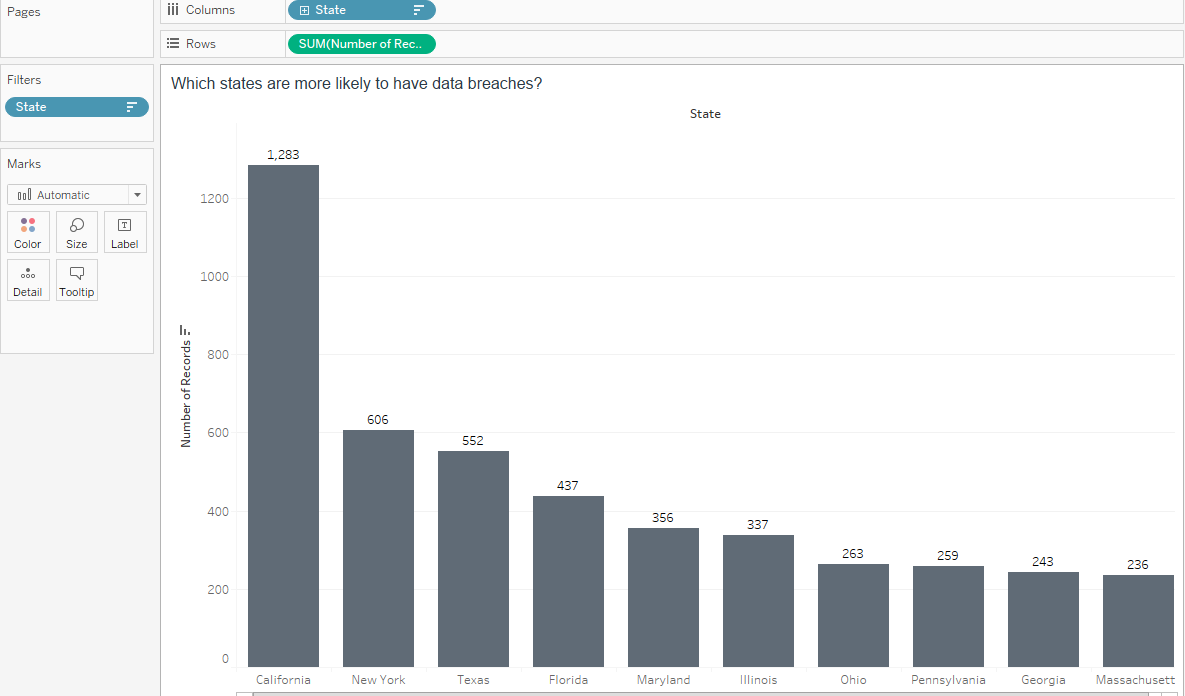 Pages
Columns
State
Rows
SUM(Number of Rec..
Filters
State
Marks
Automatic
Color
Size
Label
Detail
Tooltip
Which states are more likely to have data breaches?
State
Number of Records
1200
1000
800
600
400
200
0
1,283
606
552
437
356
337
263
259
243
236
California
New York
Texas
Florida
Maryland
Illinois
Ohio
Pennsylvania
Georgia
Massachusett